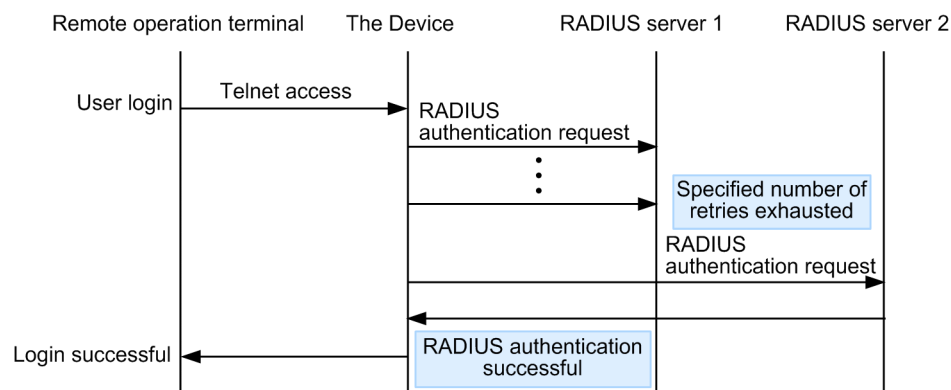 Remote operation terminal
The Device
RADIUS server 1
RADIUS server 2
User login
Telnet access
RADIUS
authentication request
Specified number of
retries exhausted
RADIUS
authentication request
RADIUS authentication
successful
Login successful